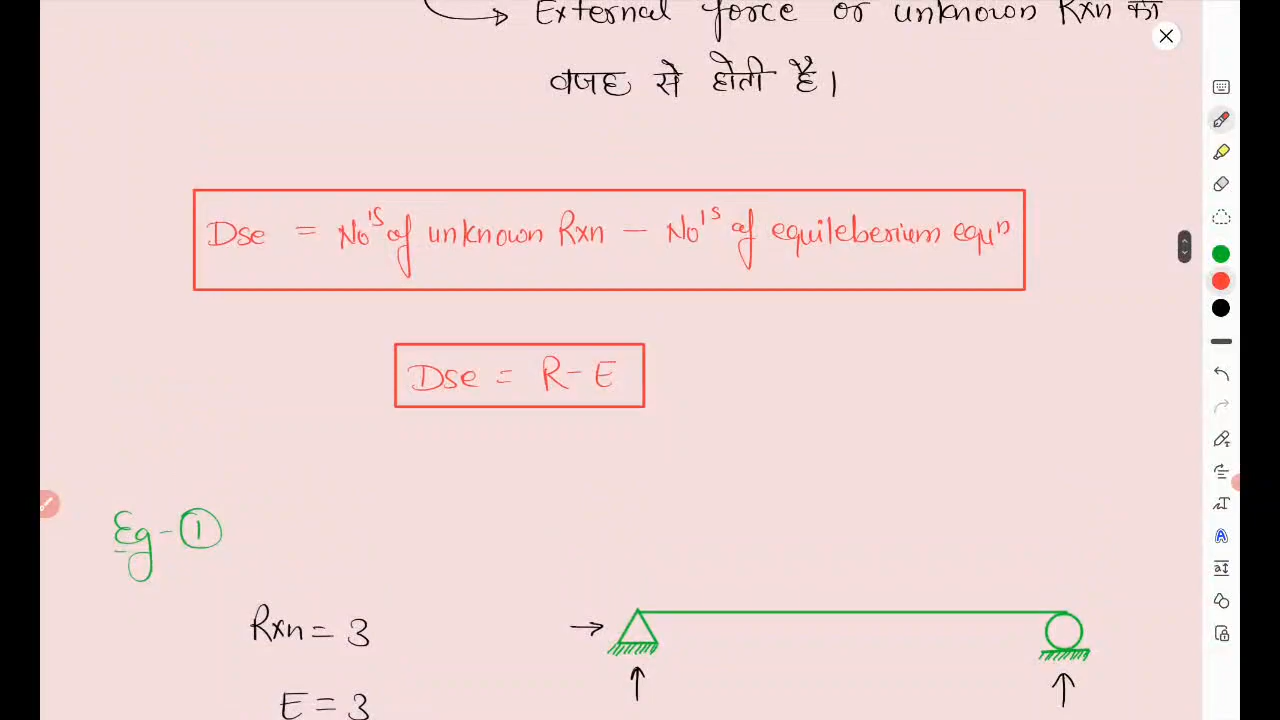 External force or unknown Rxn का
वजह से होती है।
Dse = No'S of unknown Rxn - No'S of equileberium equⁿ
Dse = R-E
Eg-①
Rxn = 3
E = 3